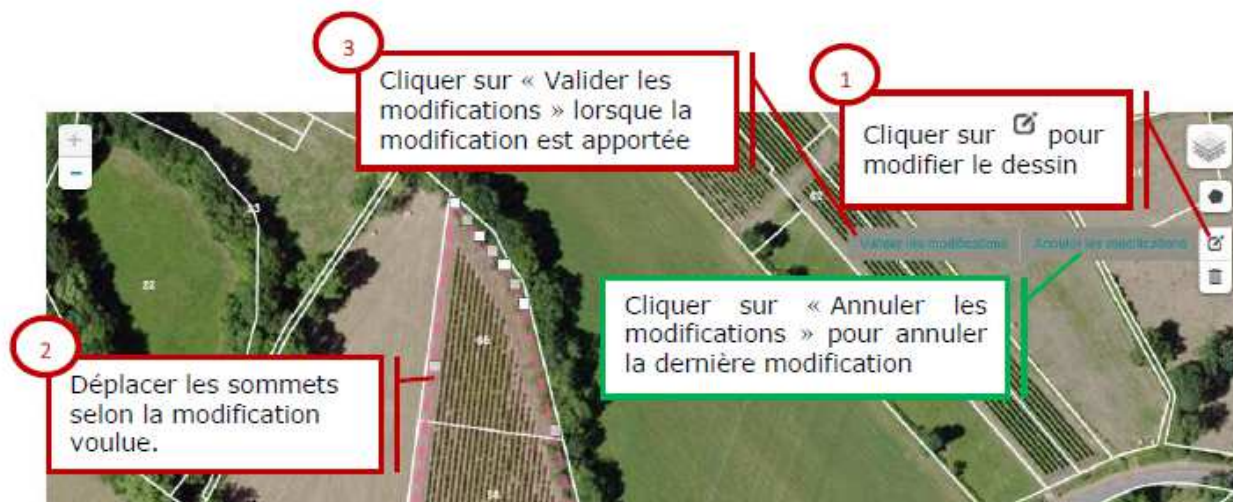 3
Cliquer sur « Valider les
modifications » lorsque la
modification est apportée
1
Cliquer sur pour
modifier le dessin
Valider les modifications
Annuler les modifications
Cliquer sur « Annuler les
modifications » pour annuler
la dernière modification
2
Déplacer les sommets
selon la modification
voulue.
66